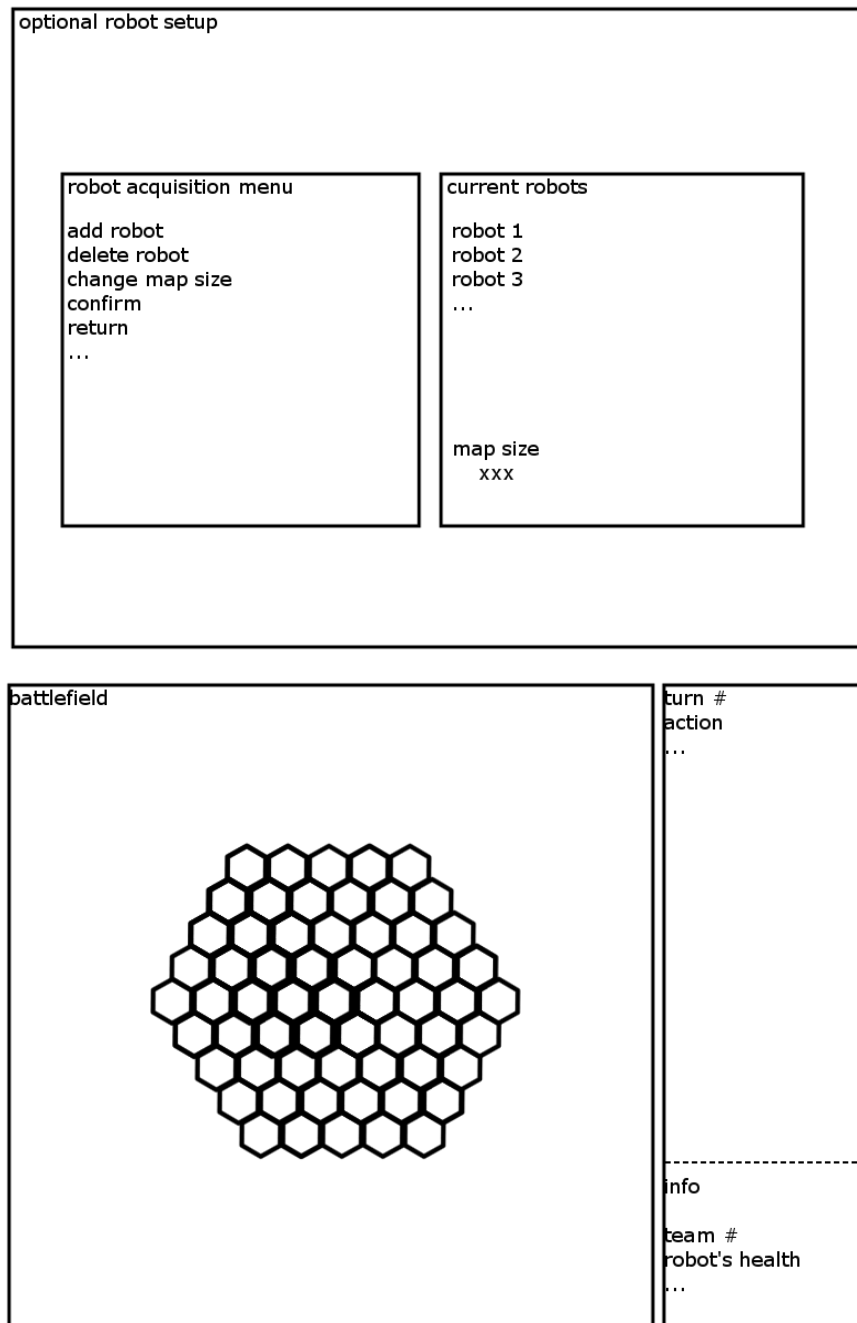 optional robot setup
robot acquisition menu
add robot
delete robot
change map size
confirm
return
...
current robots
robot 1
robot 2
robot 3
...
map size
xxx
battlefield
turn #
action
...
info
team #
robot's health
...